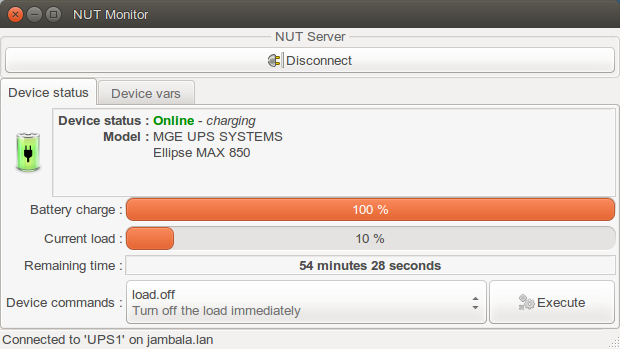 NUT Monitor
NUT Server
Disconnect
Device status Device vars
Device status : Online - charging
Model : MGE UPS SYSTEMS
Ellipse MAX 850
Battery charge : 100 %
Current load : 10 %
Remaining time : 54 minutes 28 seconds
load.off
Device commands : Turn off the load immediately Execute
Connected to 'UPS1' on jambala.lan